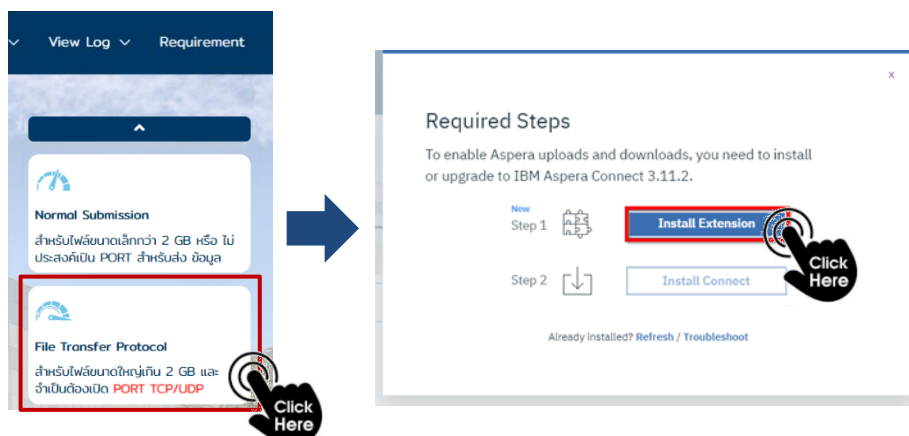 View Log
Requirement
Normal Submission
สำหรับไฟล์ขนาดเล็กกว่า 2 GB หรือ ไม่
ประสงค์เปิด PORT สำหรับส่ง ข้อมูล
File Transfer Protocol
สำหรับไฟล์ขนาดใหญ่เกิน 2 GB และ
จำเป็นต้องเปิด PORT TCP/UDP
Click
Here
x
Required Steps
To enable Aspera uploads and downloads, you need to install
or upgrade to IBM Aspera Connect 3.11.2.
New
Step 1
Install Extension
Click
Here
Step 2
Install Connect
Already installed? Refresh / Troubleshoot